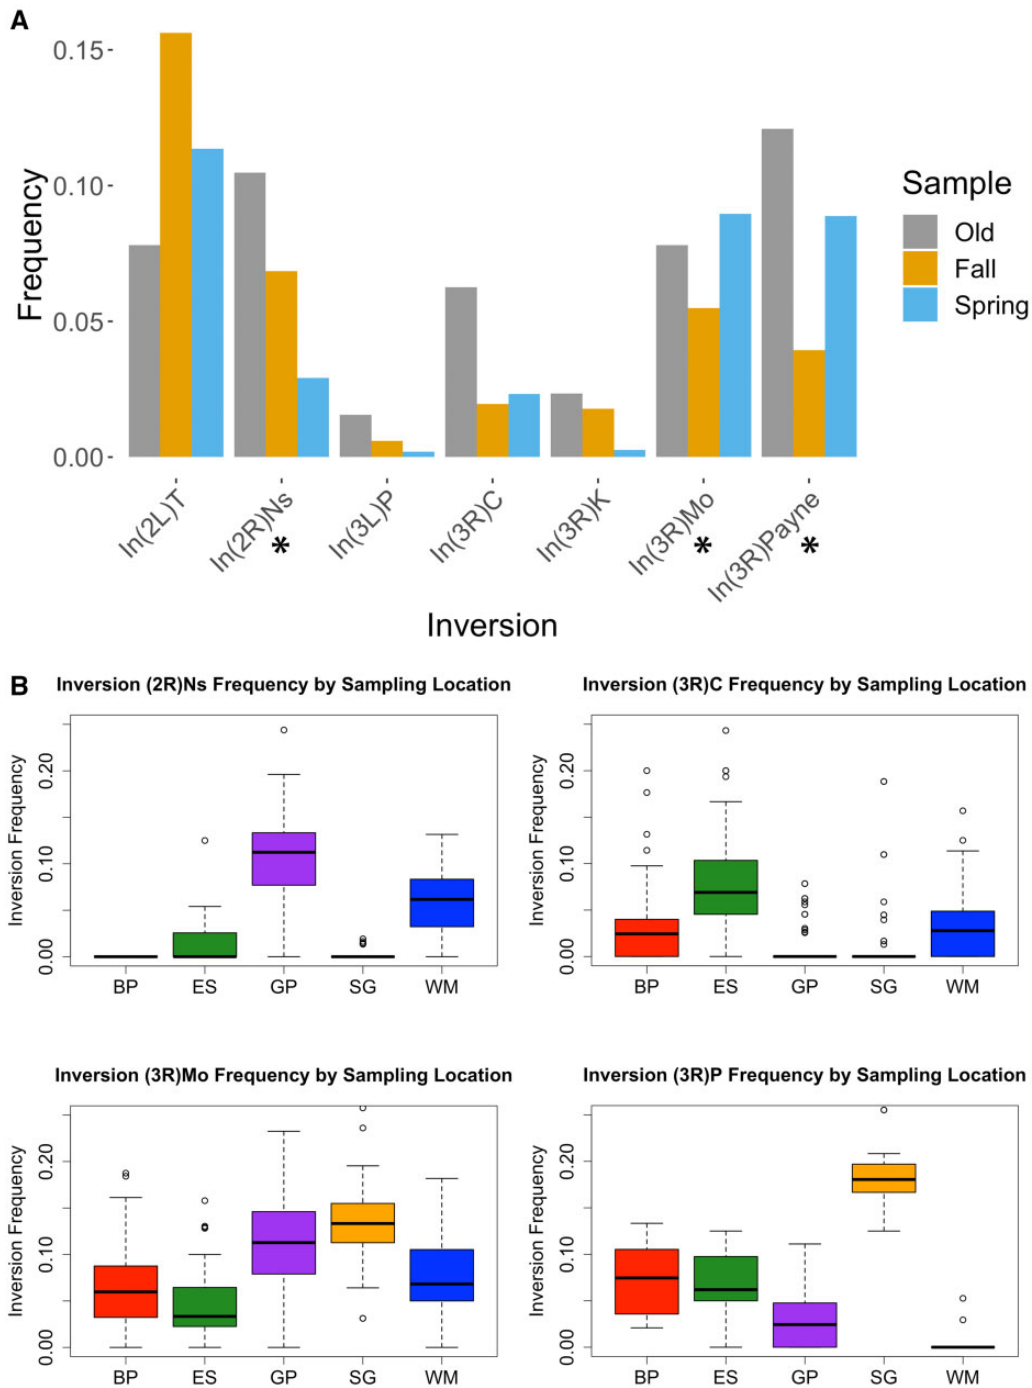 A
0.15
0.10
0.05
0.00
Frequency
In(2L)T
In(2R)Ns
*
In(3L)P
In(3R)C
In(3R)K
In(3R)Mo
*
In(3R)Payne
*
Inversion
Sample
Old
Fall
Spring
B
Inversion (2R)Ns Frequency by Sampling Location
Inversion Frequency
0.20
0.10
0.00
BP ES GP SG WM
Inversion (3R)C Frequency by Sampling Location
Inversion Frequency
0.20
0.10
0.00
BP ES GP SG WM
Inversion (3R)Mo Frequency by Sampling Location
Inversion Frequency
0.20
0.10
0.00
BP ES GP SG WM
Inversion (3R)P Frequency by Sampling Location
Inversion Frequency
0.20
0.10
0.00
BP ES GP SG WM